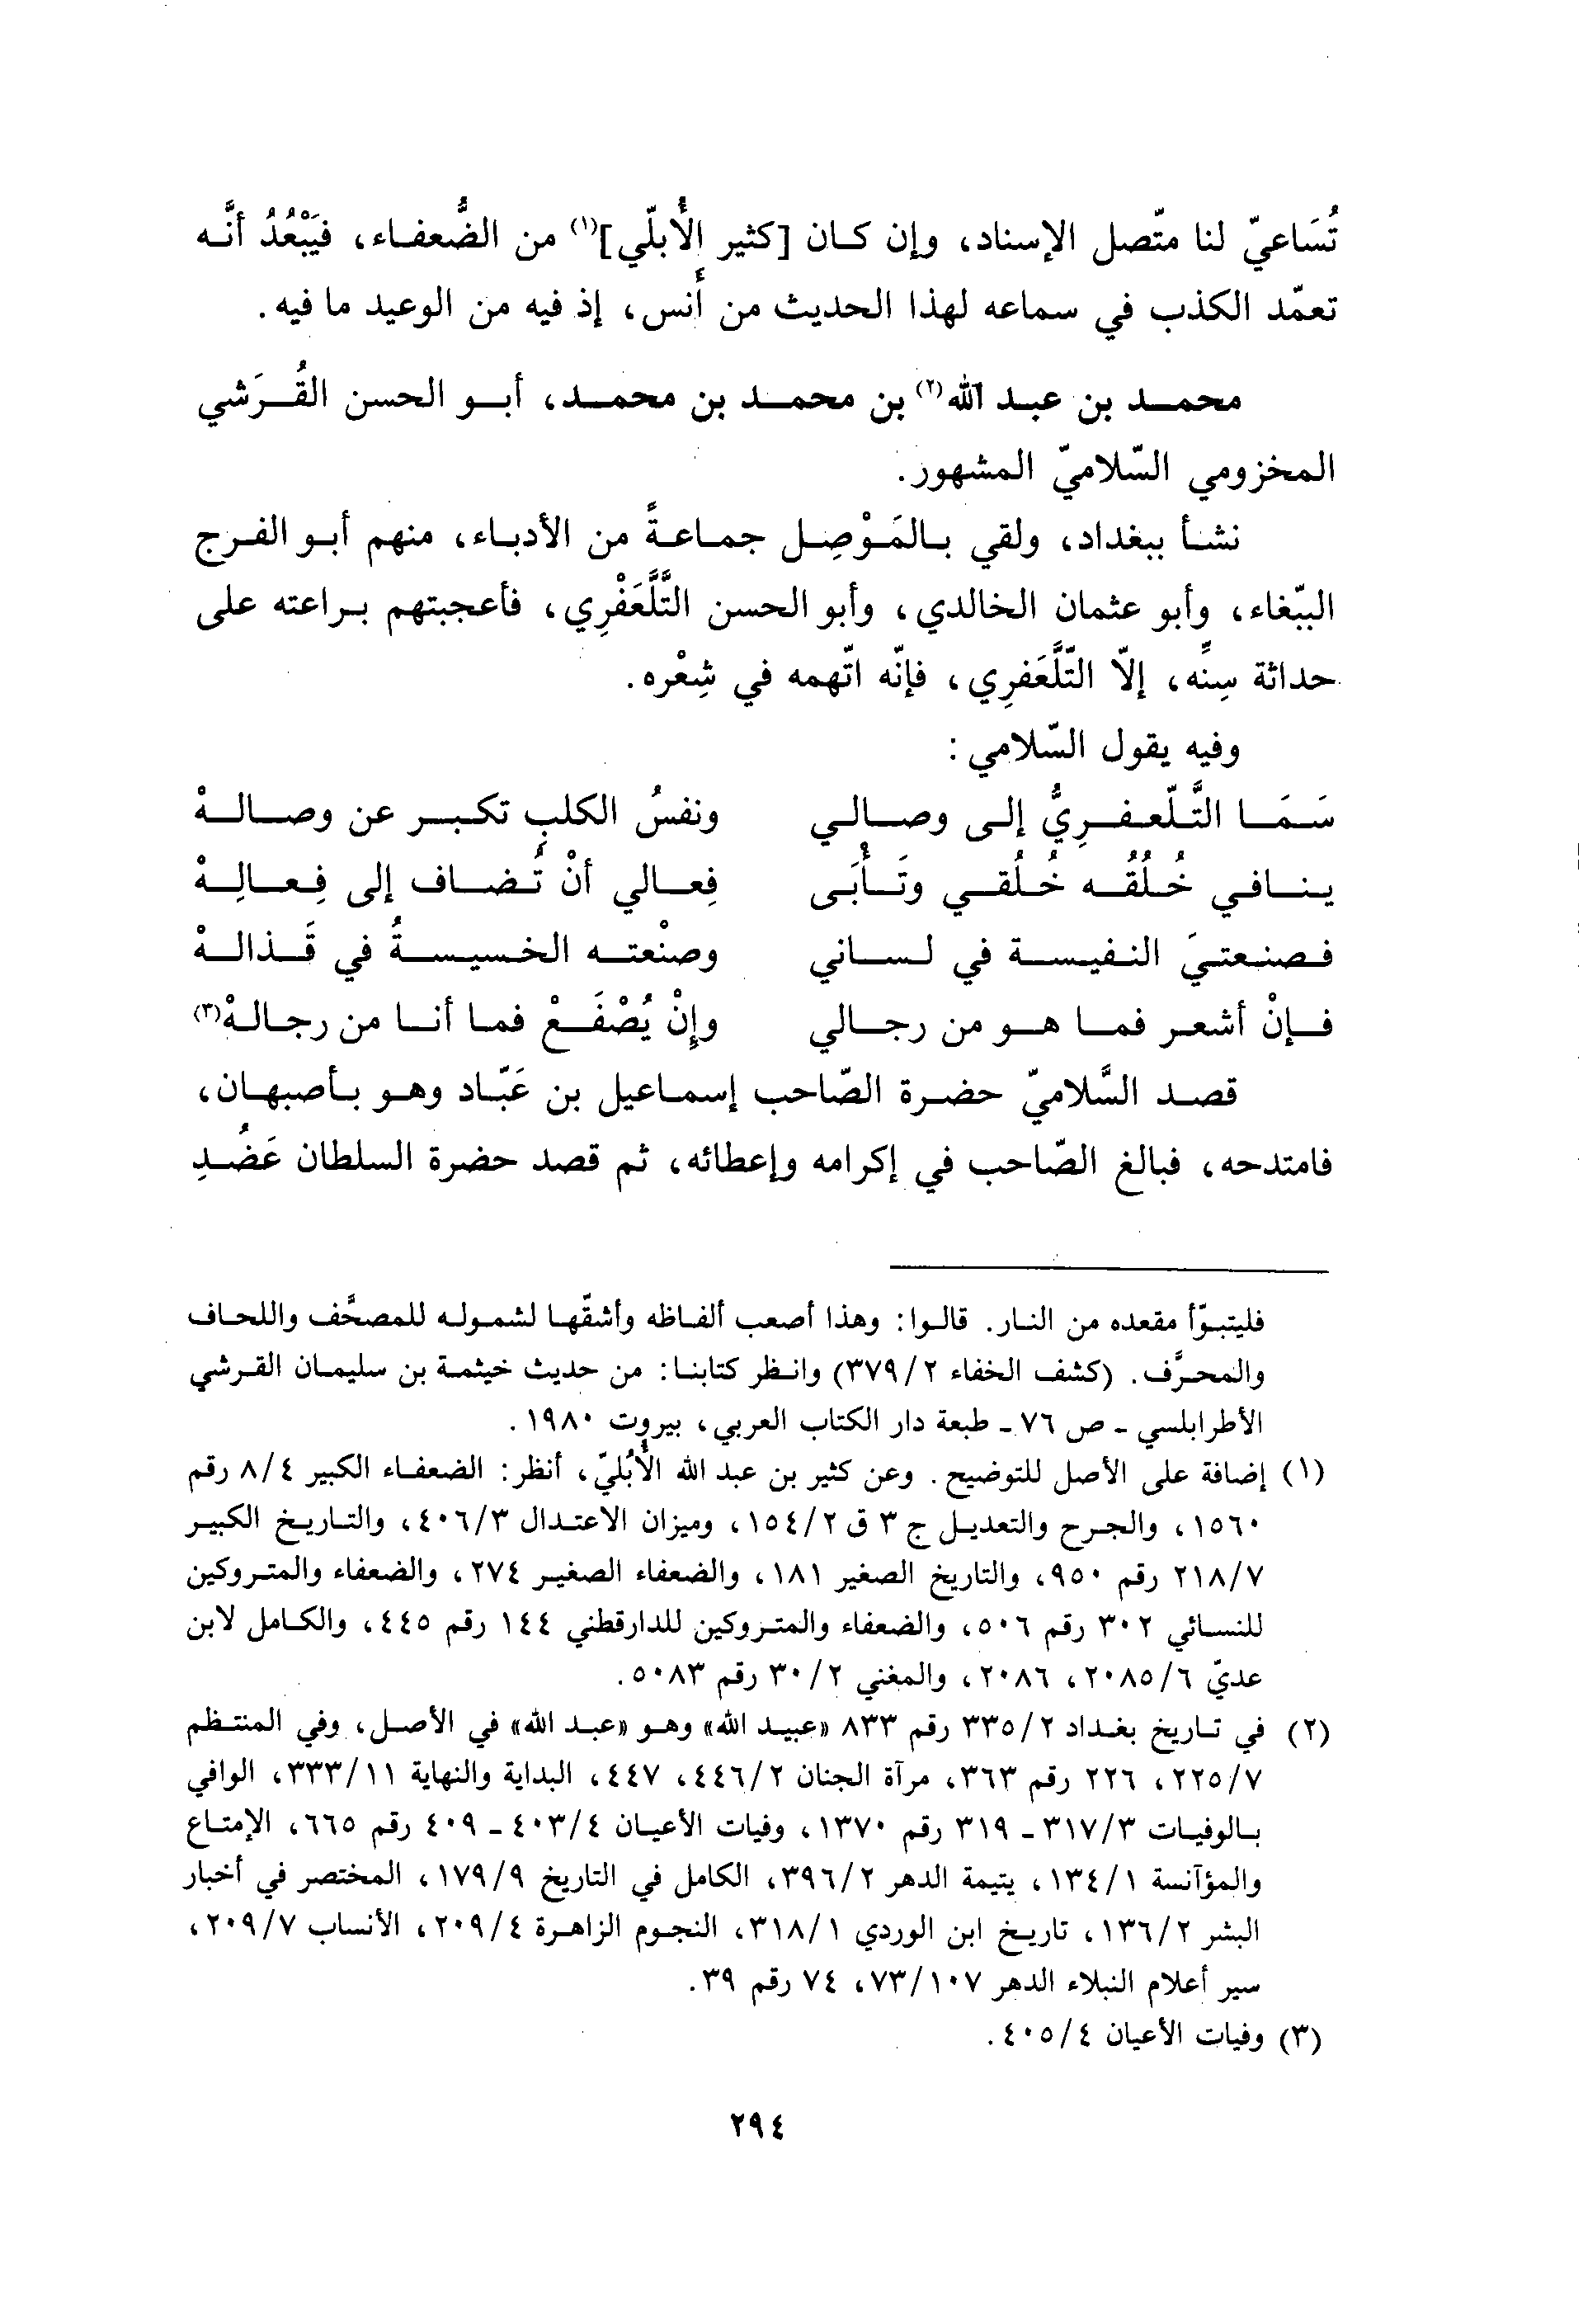 تُسَاعيّ لنا متّصل الإسناد، وإن كان [كثير الأُبلّي]⁽¹⁾ من الضُّعفاء، فيَبْعُدُ أنَّه
تعمّد الكذب في سماعه لهذا الحديث من أَنس، إذ فيه من الوعيد ما فيه.
محمد بن عبد الله⁽²⁾ بن محمد بن محمد، أبو الحسن القُرَشي
المخزومي السّلاميّ المشهور.
نشأ ببغداد، ولقي بالمَوْصِل جماعةً من الأدباء، منهم أبو الفرج
الببّغاء، وأبو عثمان الخالدي، وأبو الحسن التَّلَّعَفْرِي، فأعجبتهم براعته على
حداثة سِنِّه، إلّا التّلَّعَفرِي، فإنّه اتّهمه في شِعْره.
وفيه يقول السّلامي:
سَمَا التَّلّعفرِيُّ إلى وصالي ونفسُ الكلبِ تكبر عن وصالهْ
ينافي خُلُقُه خُلُقي وتَأْبَى فِعالي أنْ تُضاف إلى فِعالِهْ
فصنعتيَ النفيسة في لساني وصنْعته الخسيسةُ في قَذالهْ
فإنْ أشعر فما هو من رجالي وإنْ يُصْفَعْ فما أنا من رجالهْ⁽³⁾
قصد السَّلاميّ حضرة الصّاحب إسماعيل بن عَبّاد وهو بأصبهان،
فامتدحه، فبالغ الصّاحب في إكرامه وإعطائه، ثم قصد حضرة السلطان عَضُدِ
فليتبوّأ مقعده من النار. قالوا: وهذا أصعب ألفاظه وأشقّها لشموله للمصحَّف واللحاف
والمحرَّف. (كشف الخفاء ٢/٣٧٩) وانظر كتابنا: من حديث خيثمة بن سليمان القرشي
الأطرابلسي ـ ص ٧٦ ـ طبعة دار الكتاب العربي، بيروت ١٩٨٠.
(١) إضافة على الأصل للتوضيح. وعن كثير بن عبد الله الأُبُليّ، أنظر: الضعفاء الكبير ٤/٨ رقم
١٥٦٠، والجرح والتعديل ج ٣ ق ٢/١٥٤، وميزان الاعتدال ٣/٤٠٦، والتاريخ الكبير
٧/٢١٨ رقم ٩٥٠، والتاريخ الصغير ١٨١، والضعفاء الصغير ٢٧٤، والضعفاء والمتروكين
للنسائي ٣٠٢ رقم ٥٠٦، والضعفاء والمتروكين للدارقطني ١٤٤ رقم ٤٤٥، والكامل لابن
عديّ ٦/٢٠٨٥، ٢٠٨٦، والمغني ٢/٣٠ رقم ٥٠٨٣.
(٢) في تاريخ بغداد ٢/٣٣٥ رقم ٨٣٣ «عبيد الله» وهو «عبد الله» في الأصل، وفي المنتظم
٧/٢٢٥، ٢٢٦ رقم ٣٦٣، مرآة الجنان ٢/٤٤٦، ٤٤٧، البداية والنهاية ١١/٣٣٣، الوافي
بالوفيات ٣/٣١٧ ـ ٣١٩ رقم ١٣٧٠، وفيات الأعيان ٤/٤٠٣ ـ ٤٠٩ رقم ٦٦٥، الإمتاع
والمؤآنسة ١/١٣٤، يتيمة الدهر ٢/٣٩٦، الكامل في التاريخ ٩/١٧٩، المختصر في أخبار
البشر ٢/١٣٦، تاريخ ابن الوردي ١/٣١٨، النجوم الزاهرة ٤/٢٠٩، الأنساب ٧/٢٠٩،
سير أعلام النبلاء الدهر ١٠٧/٧٣، ٧٤ رقم ٣٩.
(٣) وفيات الأعيان ٤/٤٠٥.
٢٩٤